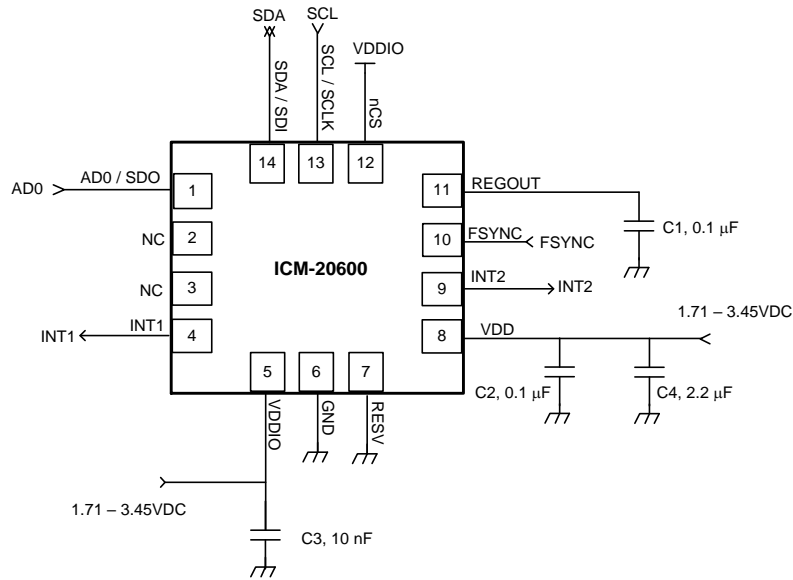 SDA
SCL
VDDIO
SDA / SDI
SCL / SCLK
nCS
14
13
12
AD0
AD0 / SDO
1
11
REGOUT
C1, 0.1 μF
NC
2
10
FSYNC
FSYNC
ICM-20600
NC
3
9
INT2
INT2
INT1
INT1
4
8
VDD
1.71 – 3.45VDC
5
6
7
VDDIO
GND
RESV
C2, 0.1 μF
C4, 2.2 μF
1.71 – 3.45VDC
C3, 10 nF